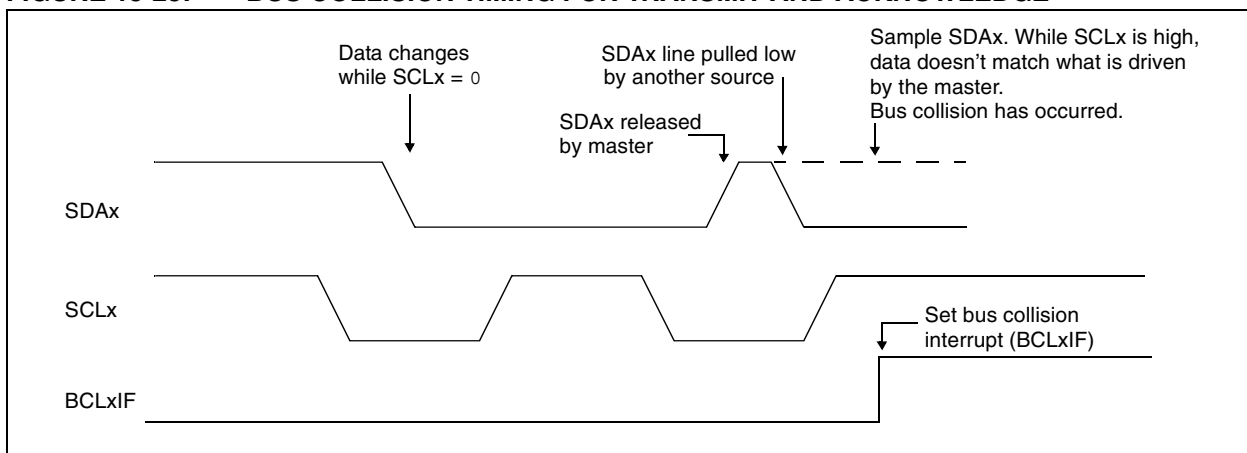 Data changes
while SCLx = 0
SDAx line pulled low
by another source
Sample SDAx. While SCLx is high,
data doesn't match what is driven
by the master.
Bus collision has occurred.
SDAx released
by master
SDAx
SCLx
Set bus collision
interrupt (BCLxIF)
BCLxIF